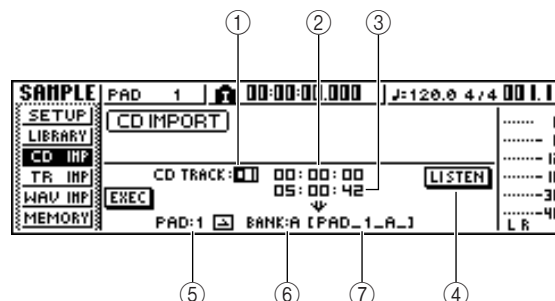 ① ② ③
SAMPLE PAD 1 00:00:00.000 ♩=120.0 4/4 001.1
SETUP CD IMPORT
LIBRARY
CD IMP
TR IMP CD TRACK: 00:00:00 LISTEN
WAV IMP EXEC 05:00:42
MEMORY PAD:1 BANK:A [PAD_1_A_] L R
⑤ ⑥ ⑦ ④